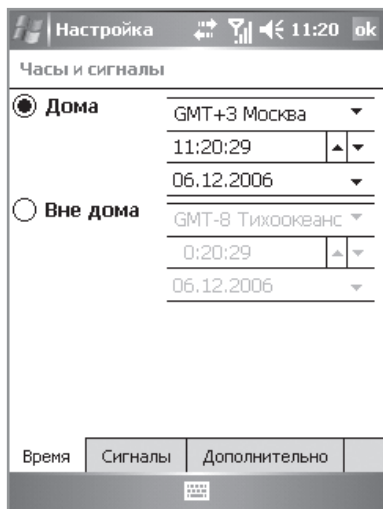 Настройка 11:20 ok
Часы и сигналы
Дома
GMT+3 Москва
11:20:29
06.12.2006
Вне дома
GMT-8 Тихоокеанс
0:20:29
06.12.2006
Время Сигналы Дополнительно